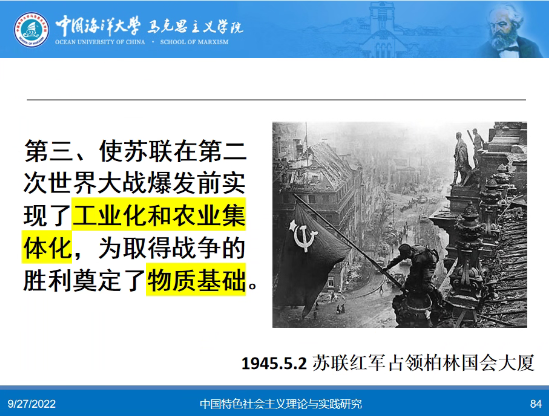 中国海洋大学 马克思主义学院
OCEAN UNIVERSITY OF CHINA · SCHOOL OF MARXISM
第三、使苏联在第二
次世界大战爆发前实
现了工业化和农业集
体化，为取得战争的
胜利奠定了物质基础。
1945.5.2 苏联红军占领柏林国会大厦
9/27/2022
中国特色社会主义理论与实践研究
84